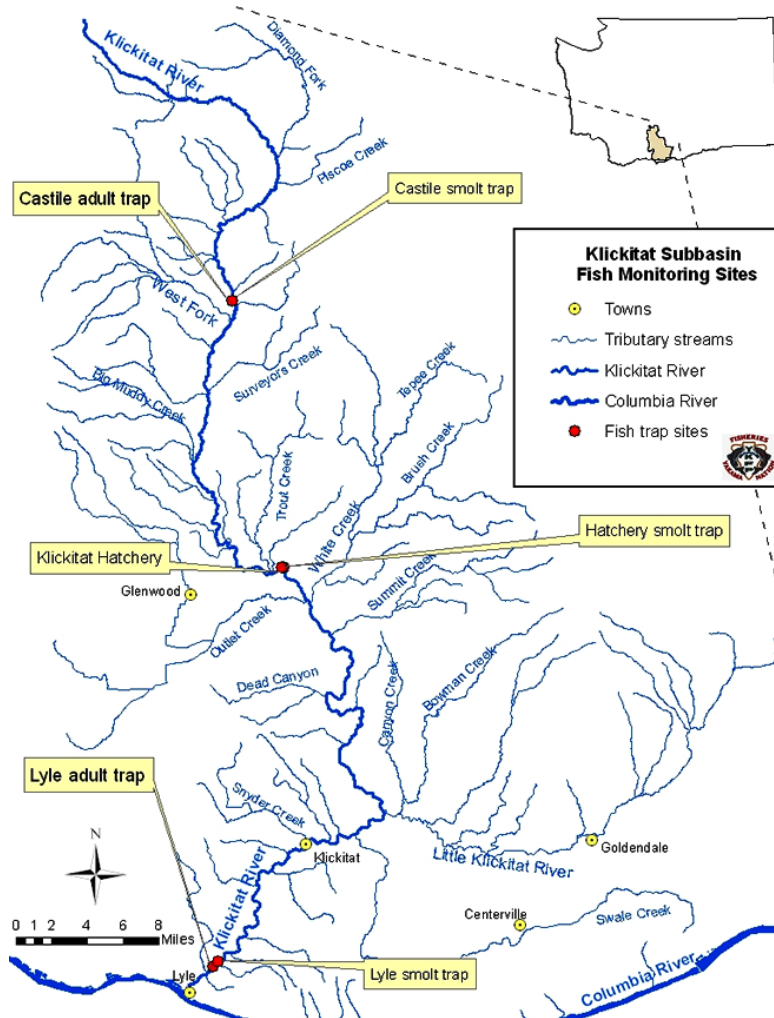 Klickitat
River
Diamond Fork
Piscoe Creek
Castile adult trap
Castile smolt trap
Klickitat Subbasin
Fish Monitoring Sites
Towns
Tributary streams
Klickitat River
Columbia River
Fish trap sites
FISHERIES
YAKAMA NATION
West Fork
Surveyors Creek
Big Muddy Creek
Tepee Creek
Brush Creek
Trout Creek
White Creek
Hatchery smolt trap
Klickitat Hatchery
Glenwood
Summit Creek
Outlet Creek
Dead Canyon
Canyon Creek
Bowman Creek
Lyle adult trap
Snyder Creek
Klickitat
Little Klickitat River
Goldendale
N
Klickitat River
Centerville
Swale Creek
0 1 2 4 6 8
Miles
Lyle
Lyle smolt trap
Columbia River